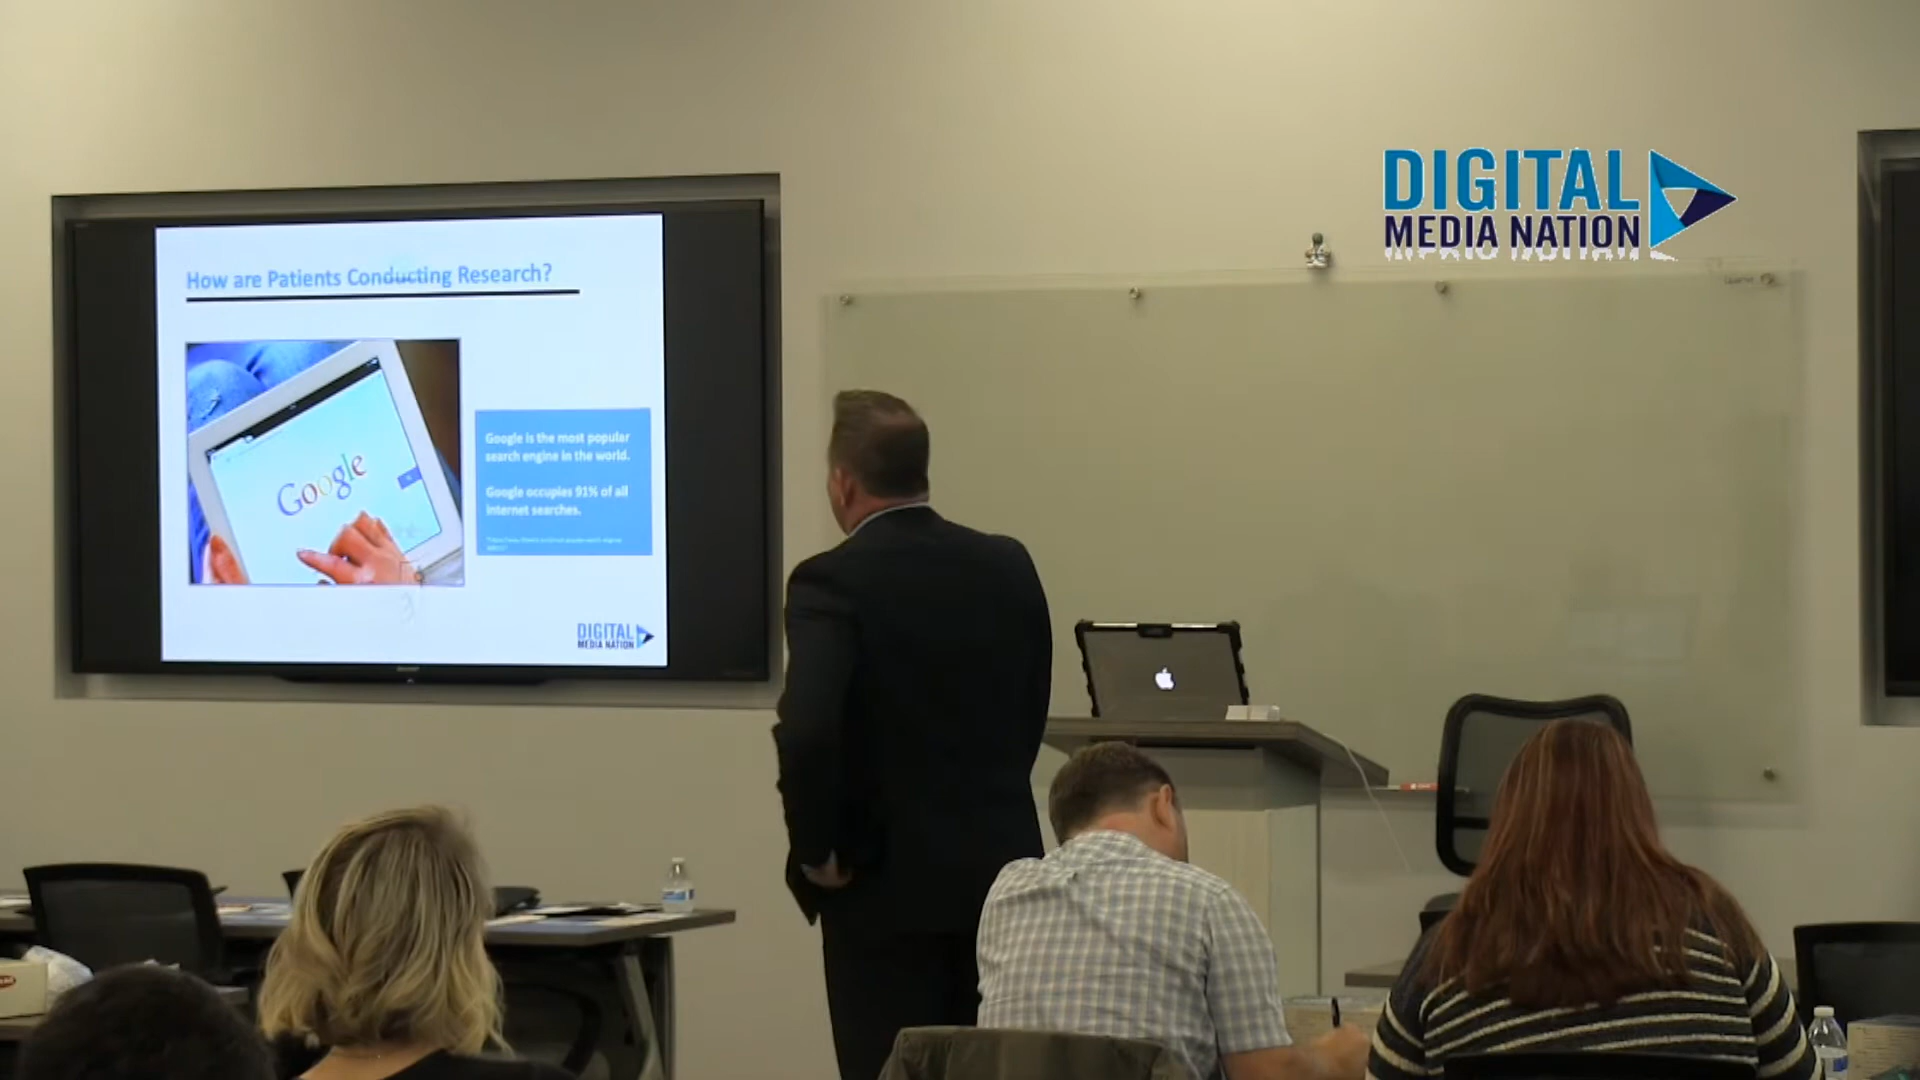 DIGITAL
MEDIA NATION
How are Patients Conducting Research?
Google
Google is the most popular
search engine in the world.
Google occupies 91% of all
internet searches.
DIGITAL
MEDIA NATION